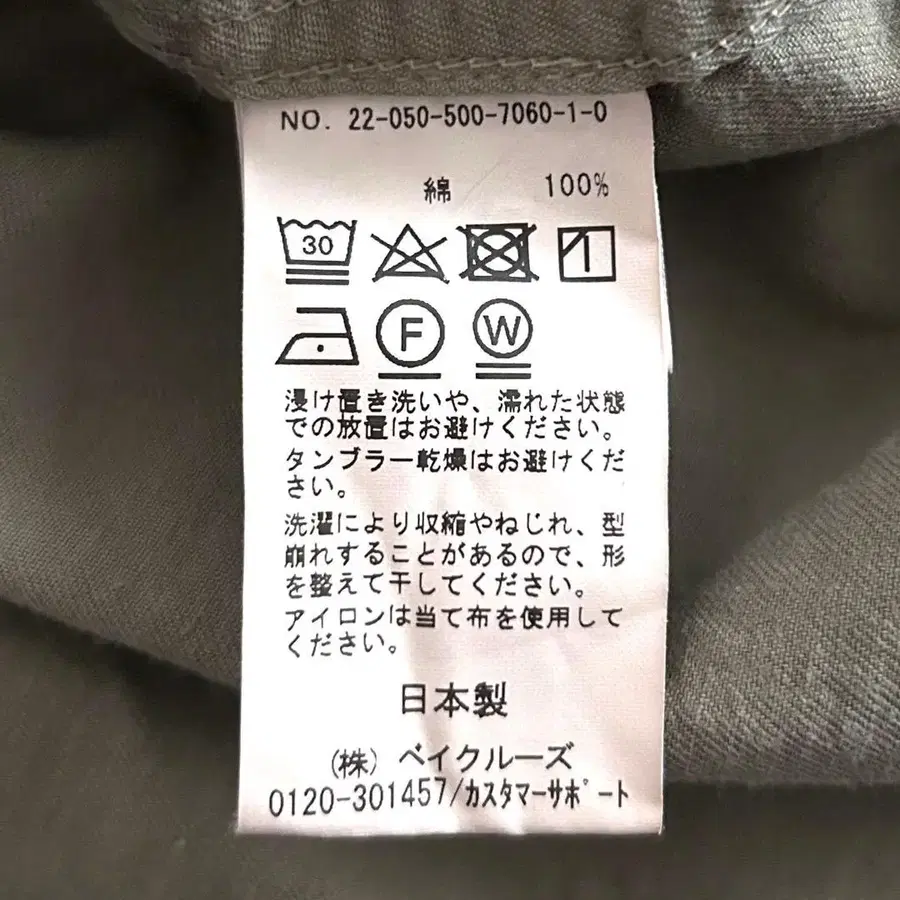 NO. 22-050-500-7060-1-0
綿 100%
30
F W
浸け置き洗いや、濡れた状態
での放置はお避けください。
タンブラー乾燥はお避けくだ
さい。
洗濯により収縮やねじれ、型
崩れすることがあるので、形
を整えて干してください。
アイロンは当て布を使用して
ください。
日本製
(株) ベイクルーズ
0120-301457/カスタマーサポート